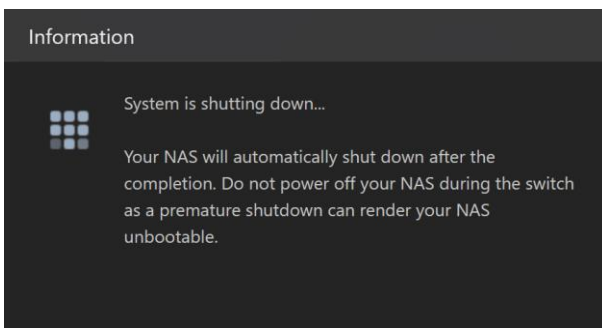 Information
System is shutting down...
Your NAS will automatically shut down after the
completion. Do not power off your NAS during the switch
as a premature shutdown can render your NAS
unbootable.